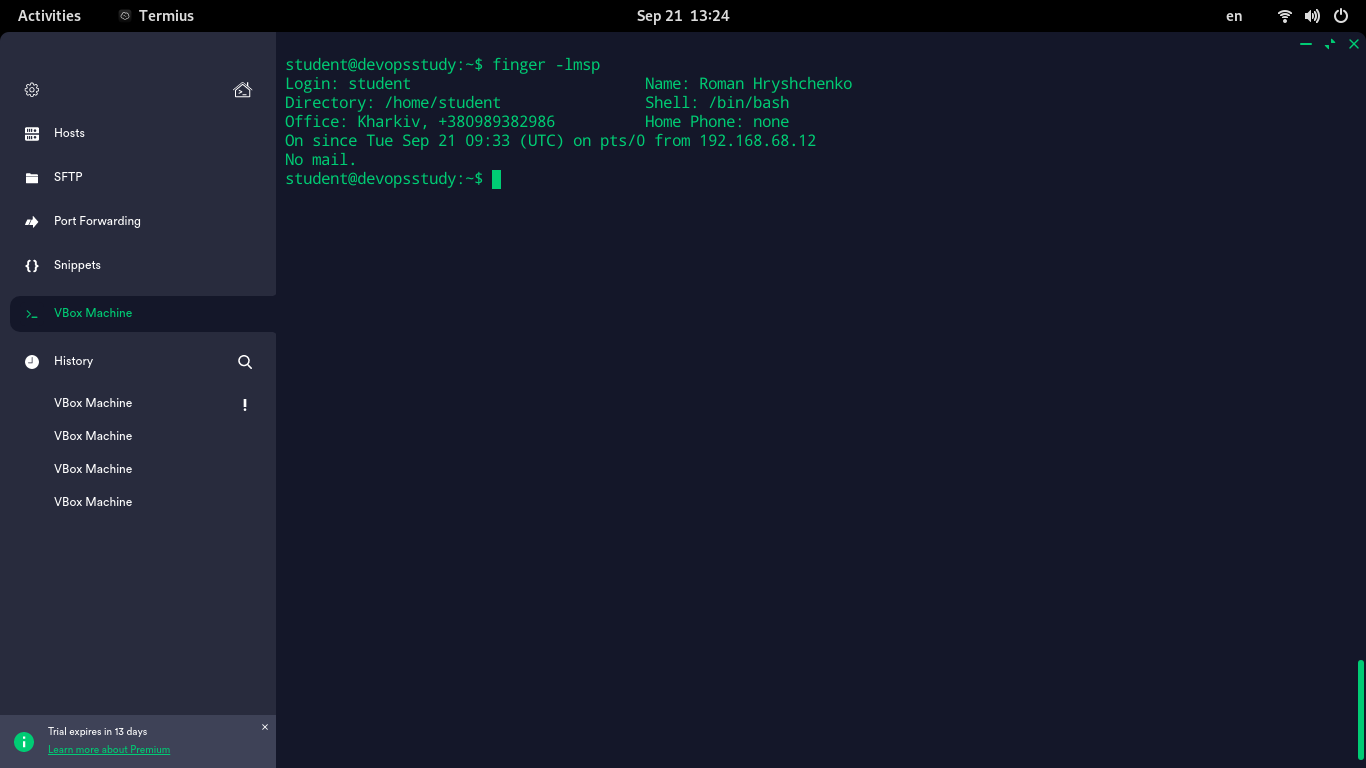 Activities Termius Sep 21 13:24 en
Hosts
SFTP
Port Forwarding
Snippets
VBox Machine
History
VBox Machine
VBox Machine
VBox Machine
VBox Machine
Trial expires in 13 days
Learn more about Premium
student@devopsstudy:~$ finger -lmsp
Login: student Name: Roman Hryshchenko
Directory: /home/student Shell: /bin/bash
Office: Kharkiv, +380989382986 Home Phone: none
On since Tue Sep 21 09:33 (UTC) on pts/0 from 192.168.68.12
No mail.
student@devopsstudy:~$